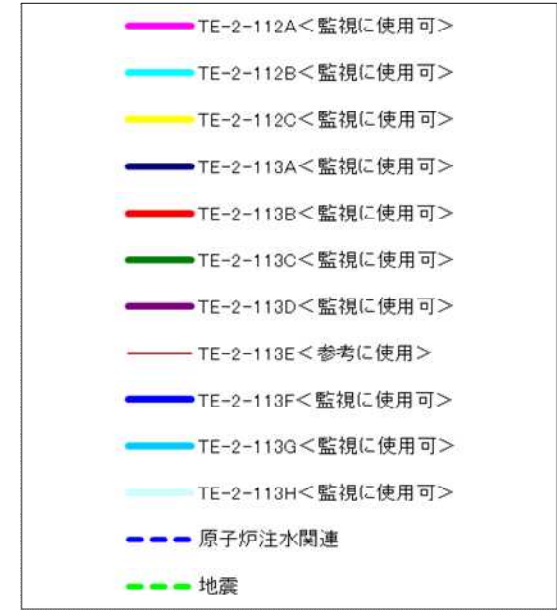 TE-2-112A＜監視に使用可＞
TE-2-112B＜監視に使用可＞
TE-2-112C＜監視に使用可＞
TE-2-113A＜監視に使用可＞
TE-2-113B＜監視に使用可＞
TE-2-113C＜監視に使用可＞
TE-2-113D＜監視に使用可＞
TE-2-113E＜参考に使用＞
TE-2-113F＜監視に使用可＞
TE-2-113G＜監視に使用可＞
TE-2-113H＜監視に使用可＞
原子炉注水関連
地震